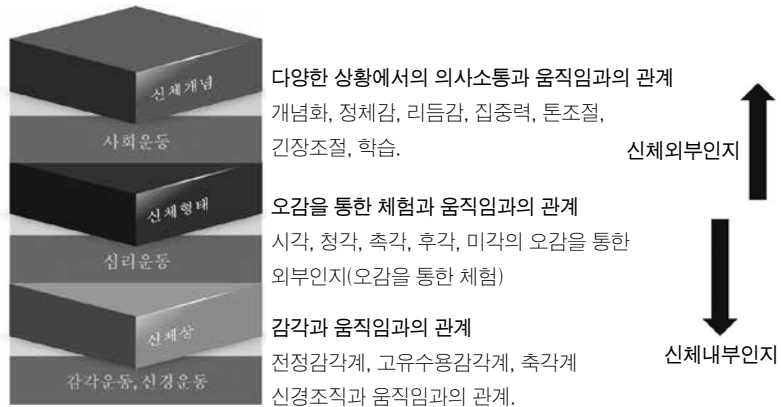 신체개념
사회운동
다양한 상황에서의 의사소통과 움직임과의 관계
개념화, 정체감, 리듬감, 집중력, 톤조절,
긴장조절, 학습.
신체외부인지
신체형태
심리운동
오감을 통한 체험과 움직임과의 관계
시각, 청각, 촉각, 후각, 미각의 오감을 통한
외부인지(오감을 통한 체험)
신체상
감각운동, 신경운동
감각과 움직임과의 관계
전정감각계, 고유수용감각계, 촉각계
신경조직과 움직임과의 관계.
신체내부인지